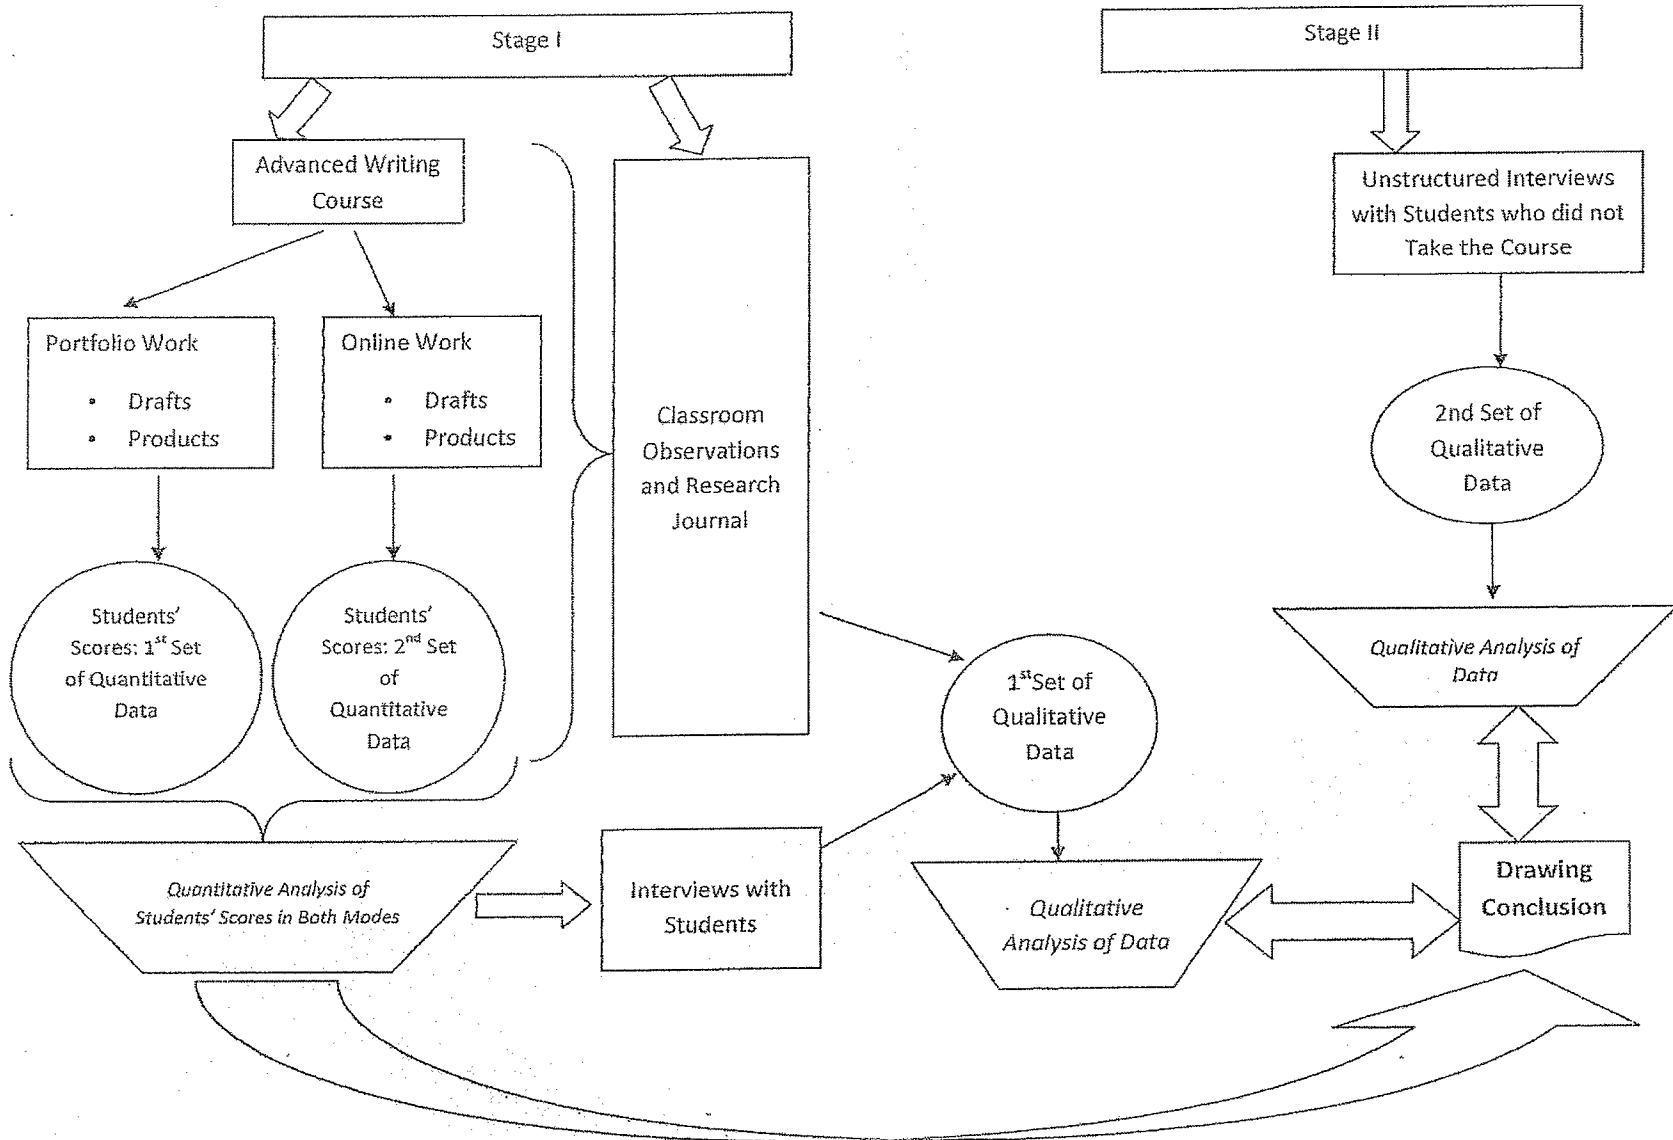 Stage I
Stage II
Advanced Writing
Course
Unstructured Interviews
with Students who did not
Take the Course
Portfolio Work
• Drafts
• Products
Online Work
• Drafts
• Products
Classroom
Observations
and Research
Journal
2nd Set of
Qualitative
Data
Students'
Scores: 1st Set
of Quantitative
Data
Students'
Scores: 2nd Set
of
Quantitative
Data
1st Set of
Qualitative
Data
Qualitative Analysis of
Data
Quantitative Analysis of
Students' Scores in Both Modes
Interviews with
Students
Qualitative
Analysis of Data
Drawing
Conclusion